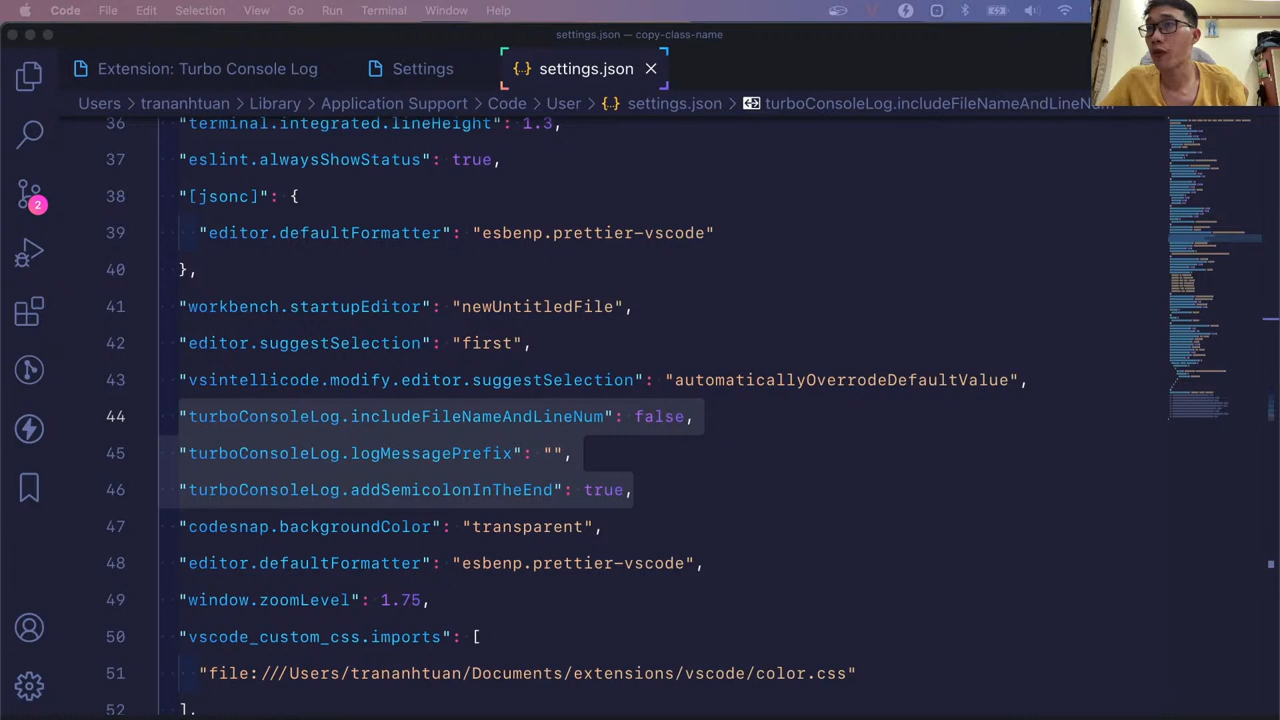 Code File Edit Selection View Go Run Terminal Window Help
settings.json — copy-class-name
Extension: Turbo Console Log Settings {..} settings.json
Users › trananhtuan › Library › Application Support › Code › User › {..} settings.json › turboConsoleLog.includeFileNameAndLineNum
36 "terminal.integrated.lineHeight": 1.3,
37 "eslint.alwaysShowStatus": true,
38 "[jsonc]": {
39 "editor.defaultFormatter": "esbenp.prettier-vscode"
40 },
41 "workbench.startupEditor": "newUntitledFile",
42 "editor.suggestSelection": "first",
43 "vsintellicode.modify.editor.suggestSelection": "automaticallyOverrodeDefaultValue",
44 "turboConsoleLog.includeFileNameAndLineNum": false,
45 "turboConsoleLog.logMessagePrefix": "",
46 "turboConsoleLog.addSemicolonInTheEnd": true,
47 "codesnap.backgroundColor": "transparent",
48 "editor.defaultFormatter": "esbenp.prettier-vscode",
49 "window.zoomLevel": 1.75,
50 "vscode_custom_css.imports": [
51 "file:///Users/trananhtuan/Documents/extensions/vscode/color.css"
52 ],
2